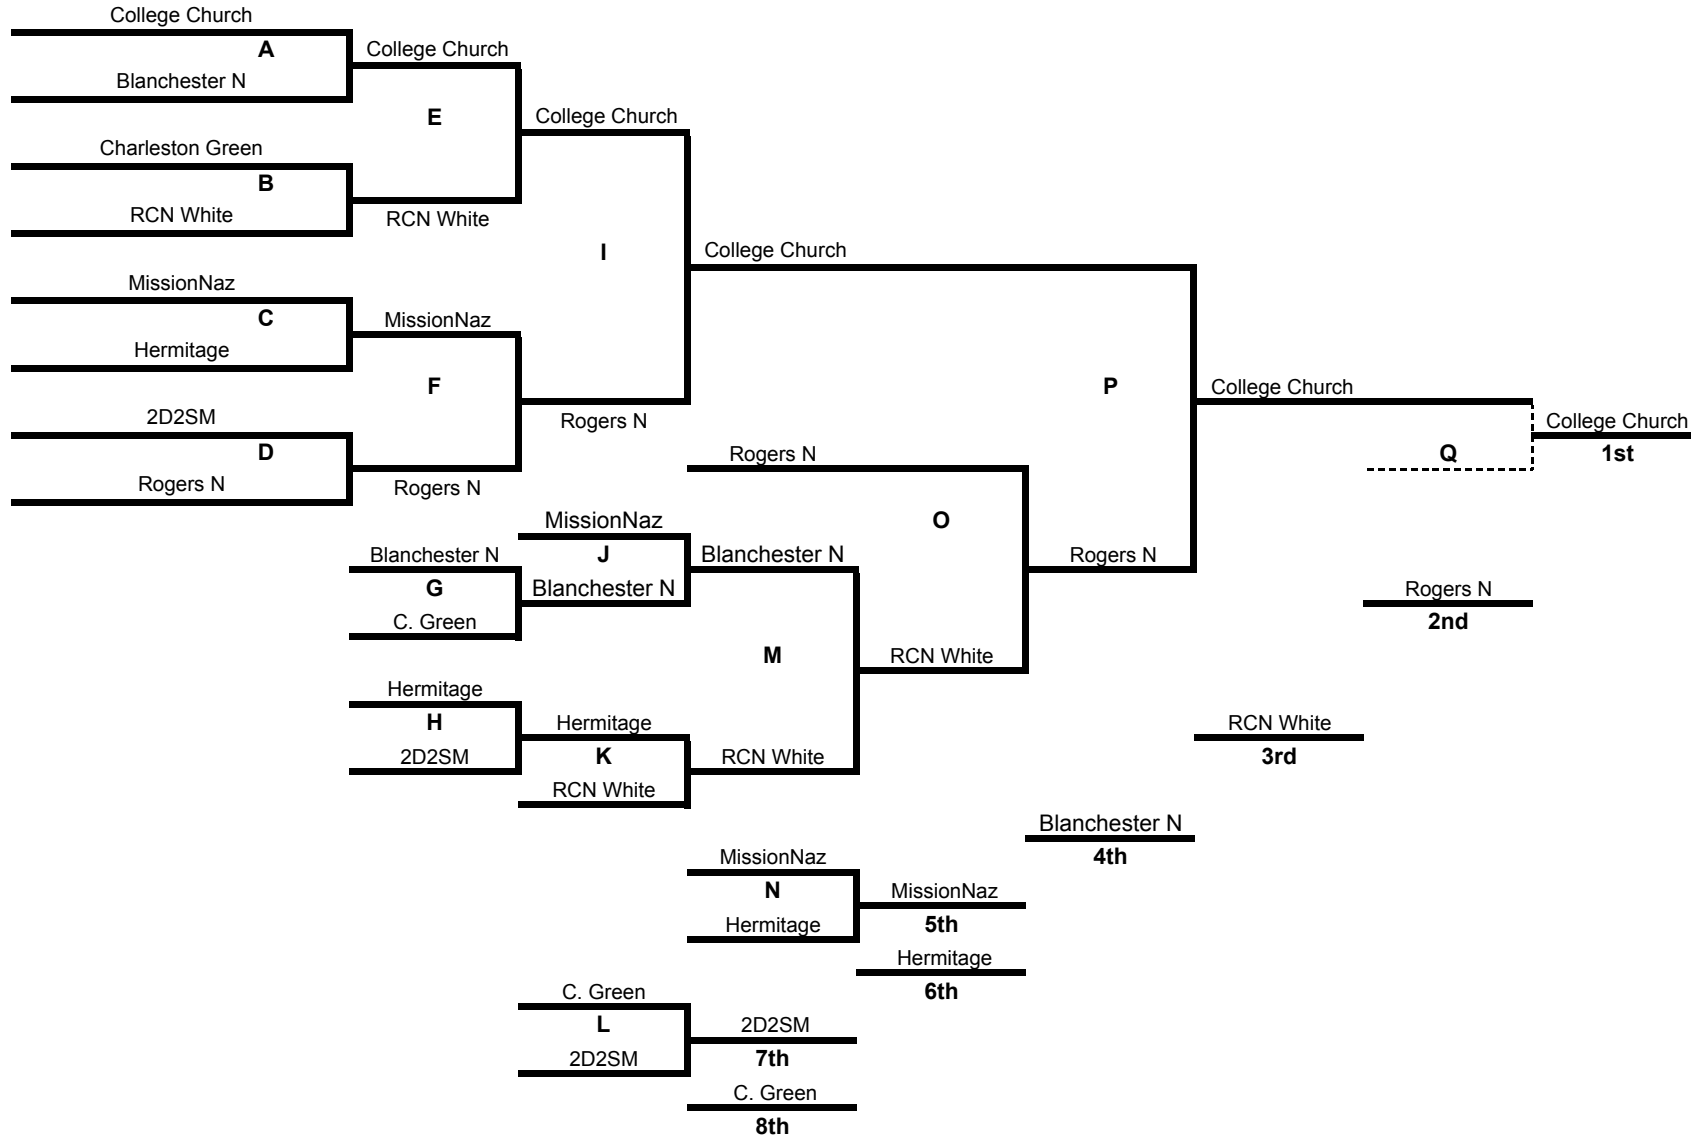 College Church
A
College Church
Blanchester N
E
College Church
Charleston Green
B
RCN White
RCN White
I
College Church
MissionNaz
C
MissionNaz
Hermitage
F
P
College Church
2D2SM
Rogers N
College Church
D
Rogers N
Q
1st
Rogers N
Rogers N
MissionNaz
O
Blanchester N
J
Blanchester N
Rogers N
G
Blanchester N
Rogers N
C. Green
2nd
M
RCN White
Hermitage
H
Hermitage
RCN White
2D2SM
K
RCN White
3rd
RCN White
Blanchester N
MissionNaz
4th
N
MissionNaz
Hermitage
5th
Hermitage
C. Green
6th
L
2D2SM
2D2SM
7th
C. Green
8th